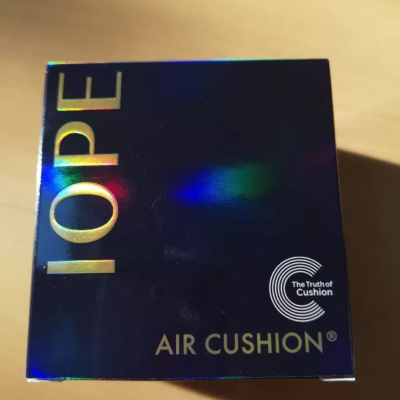 IOPE
The Truth of
Cushion
AIR CUSHION®